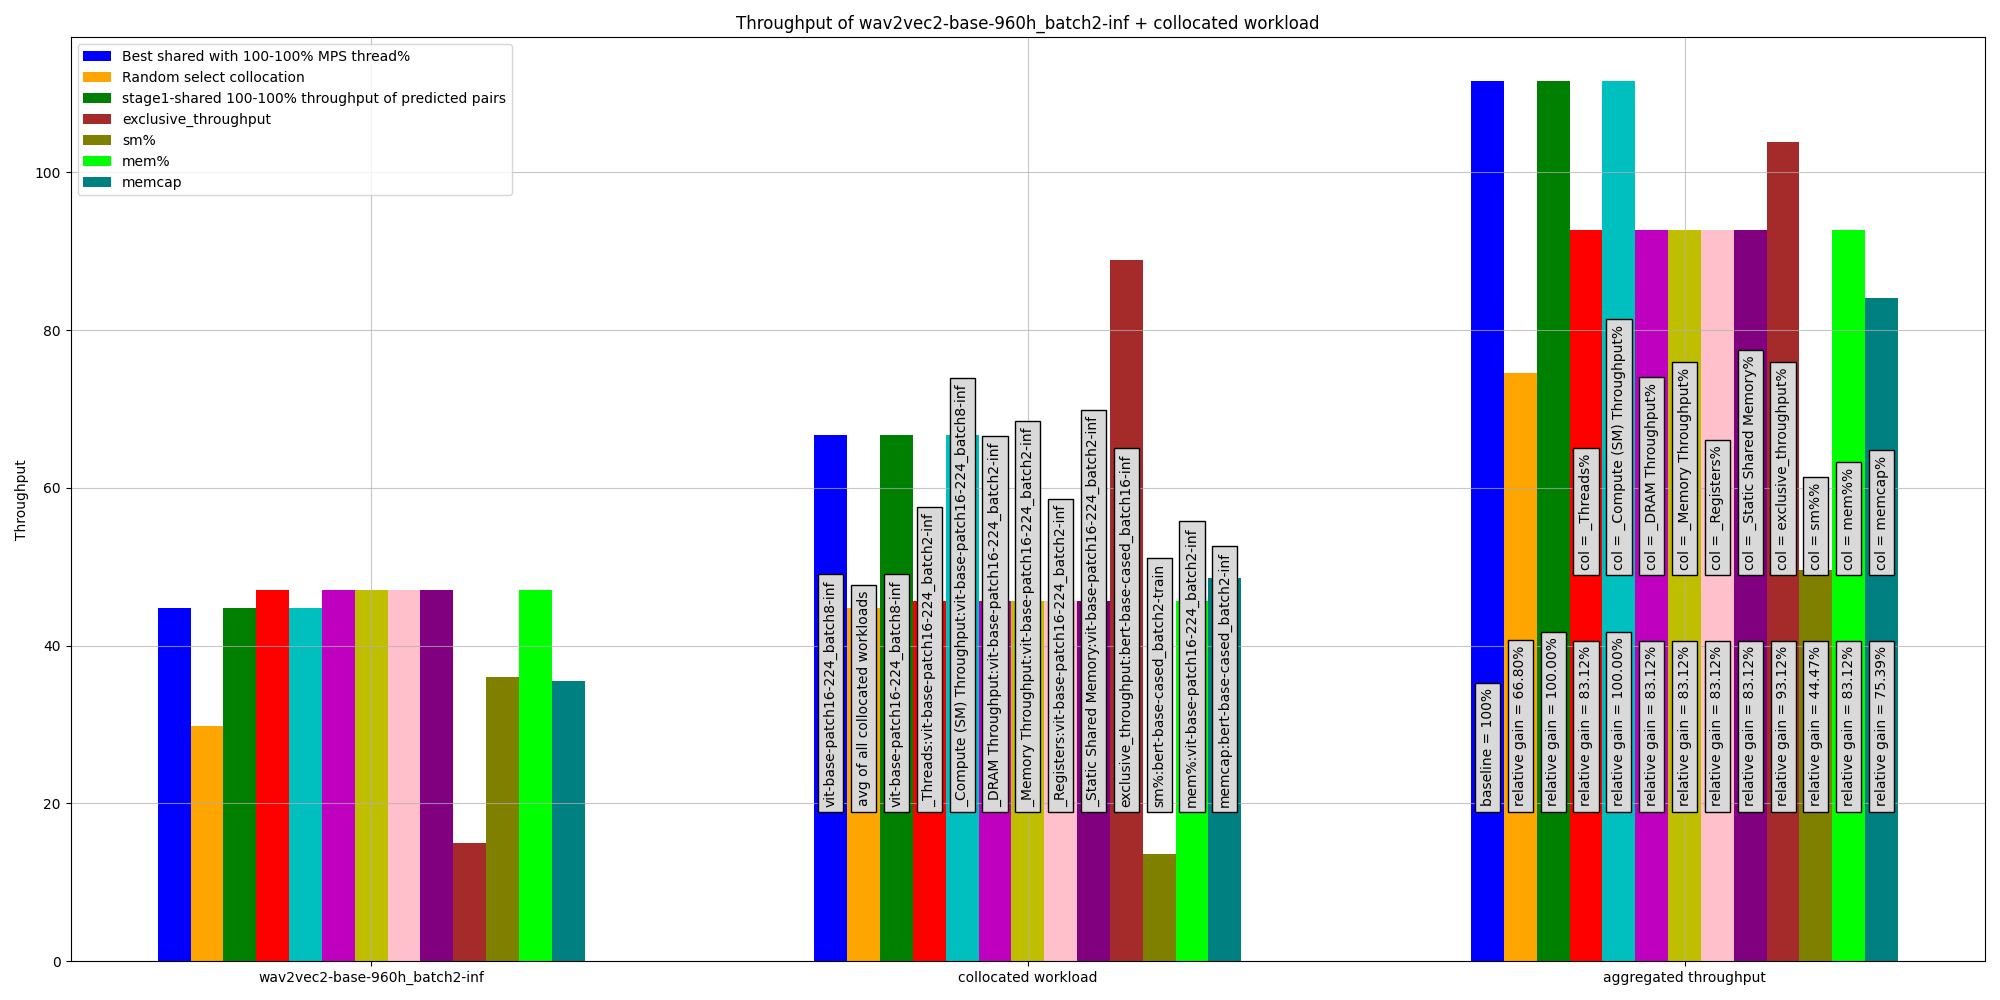 Throughput of wav2vec2-base-960h_batch2-inf + collocated workload
Best shared with 100-100% MPS thread%
Random select collocation
stage1-shared 100-100% throughput of predicted pairs
exclusive_throughput
sm%
mem%
memcap
Throughput
100
80
60
40
20
0
vit-base-patch16-224_batch8-inf
avg of all collocated workloads
vit-base-patch16-224_batch8-inf
_Threads:vit-base-patch16-224_batch2-inf
_Compute (SM) Throughput:vit-base-patch16-224_batch8-inf
_DRAM Throughput:vit-base-patch16-224_batch2-inf
_Memory Throughput:vit-base-patch16-224_batch2-inf
_Registers:vit-base-patch16-224_batch2-inf
_Static Shared Memory:vit-base-patch16-224_batch2-inf
exclusive_throughput:bert-base-cased_batch16-inf
sm%:bert-base-cased_batch2-train
mem%:vit-base-patch16-224_batch2-inf
memcap:bert-base-cased_batch2-inf
col = _Threads%
col = _Compute (SM) Throughput%
col = _DRAM Throughput%
col = _Memory Throughput%
col = _Registers%
col = _Static Shared Memory%
col = exclusive_throughput%
col = sm%%
col = mem%%
col = memcap%
baseline = 100%
relative gain = 66.80%
relative gain = 100.00%
relative gain = 83.12%
relative gain = 100.00%
relative gain = 83.12%
relative gain = 83.12%
relative gain = 83.12%
relative gain = 83.12%
relative gain = 93.12%
relative gain = 44.47%
relative gain = 83.12%
relative gain = 75.39%
wav2vec2-base-960h_batch2-inf
collocated workload
aggregated throughput